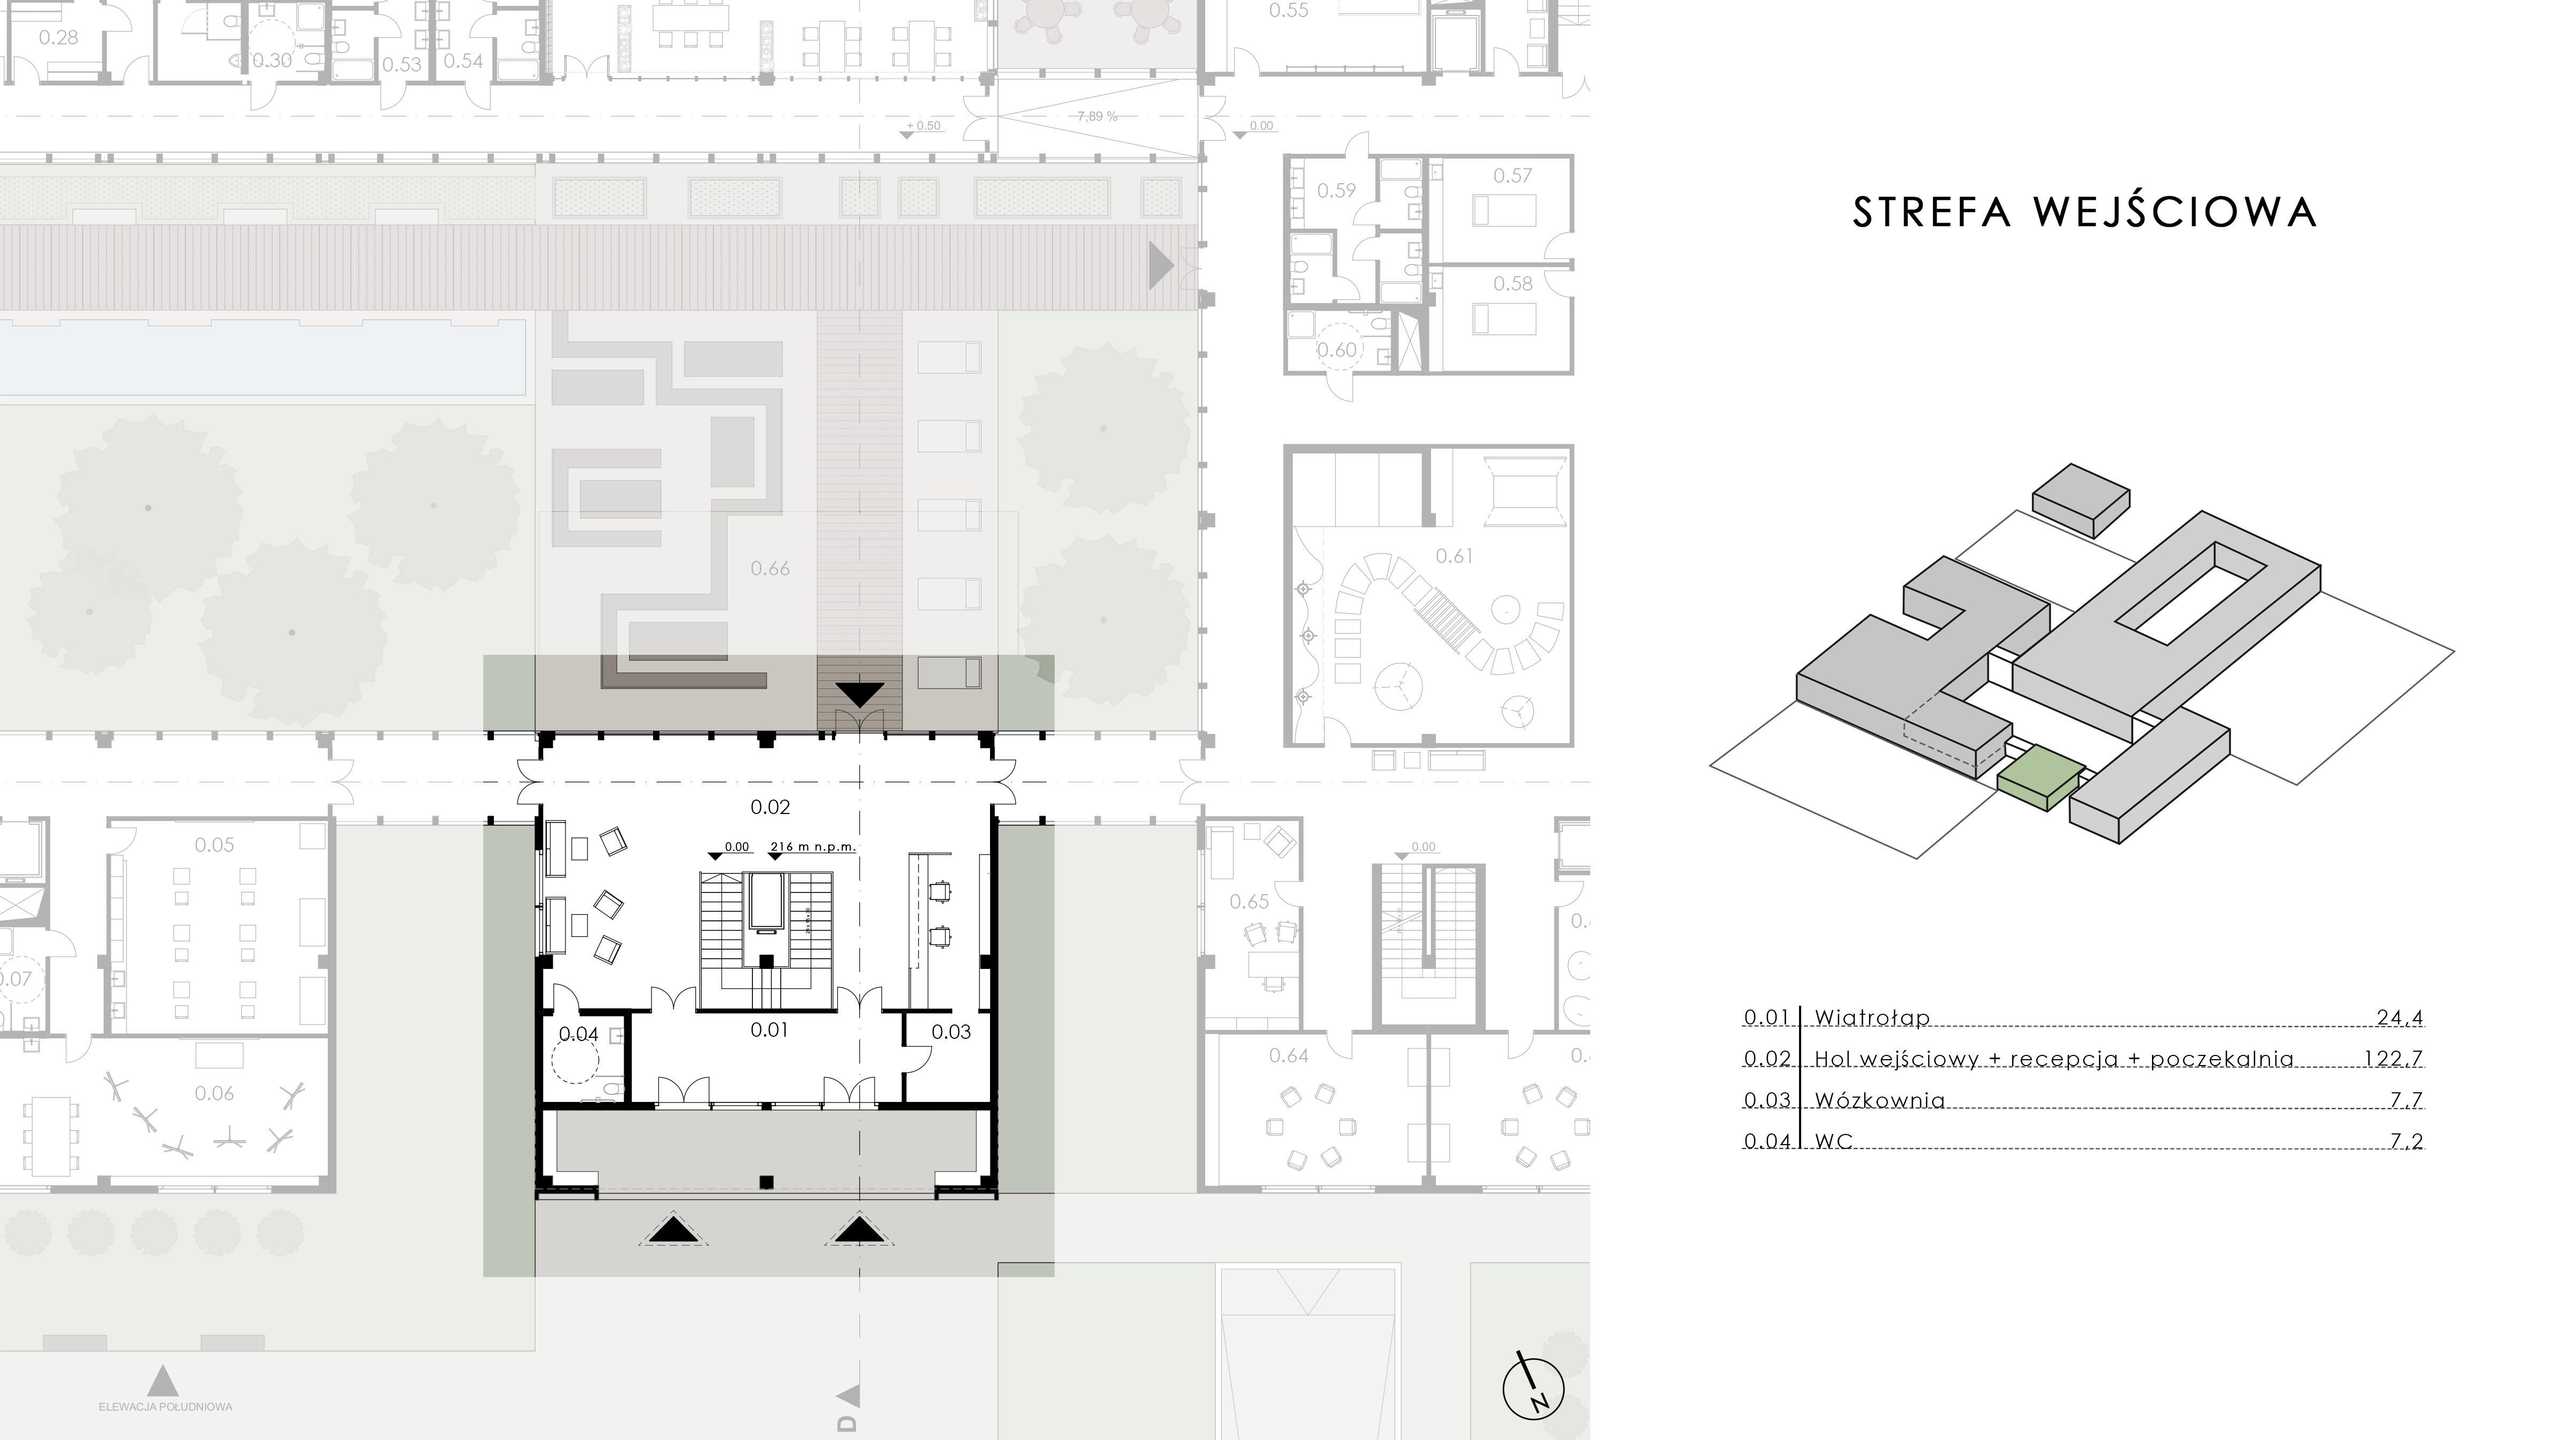 0.28
0.30
0.53
0.54
0.55
7,89 %
+ 0.50
0.00
0.59
0.57
0.58
0.60
0.61
0.66
STREFA WEJŚCIOWA
0.02
0.00
216 m n.p.m.
0.05
0.07
0.06
0.04
0.01
0.03
0.65
0.00
0.64
0.01 Wiatrołap 24,4
0.02 Hol wejściowy + recepcja + poczekalnia 122,7
0.03 Wózkownia 7,7
0.04 WC 7,2
ELEWACJA POŁUDNIOWA
D
N